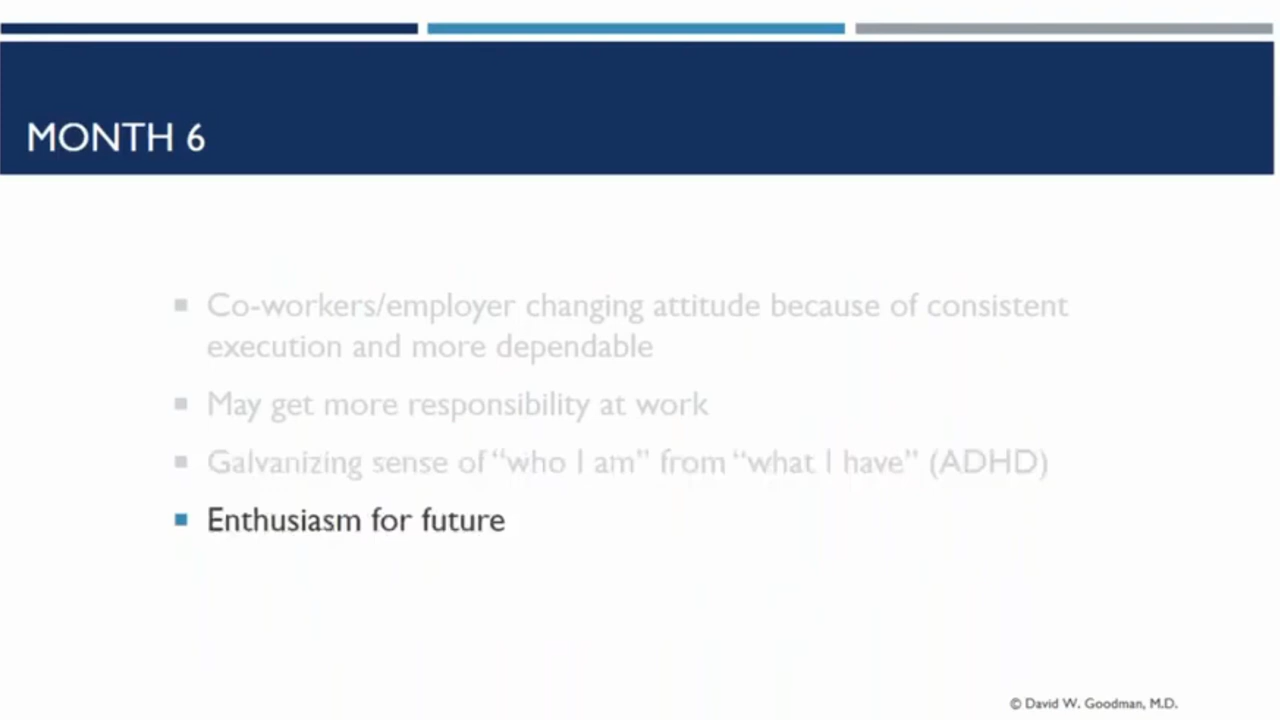 MONTH 6
Co-workers/employer changing attitude because of consistent
execution and more dependable
May get more responsibility at work
Galvanizing sense of “who I am” from “what I have” (ADHD)
Enthusiasm for future
© David W. Goodman, M.D.